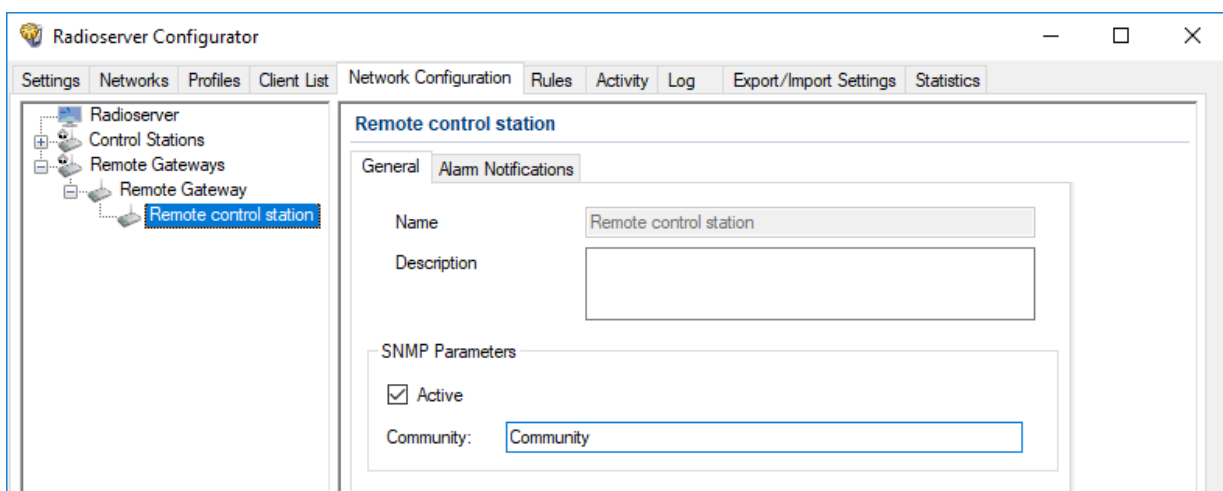 Radioserver Configurator
Settings Networks Profiles Client List Network Configuration Rules Activity Log Export/Import Settings Statistics
Radioserver
Control Stations
Remote Gateways
Remote Gateway
Remote control station
Remote control station
General Alarm Notifications
Name Remote control station
Description
SNMP Parameters
Active
Community: Community